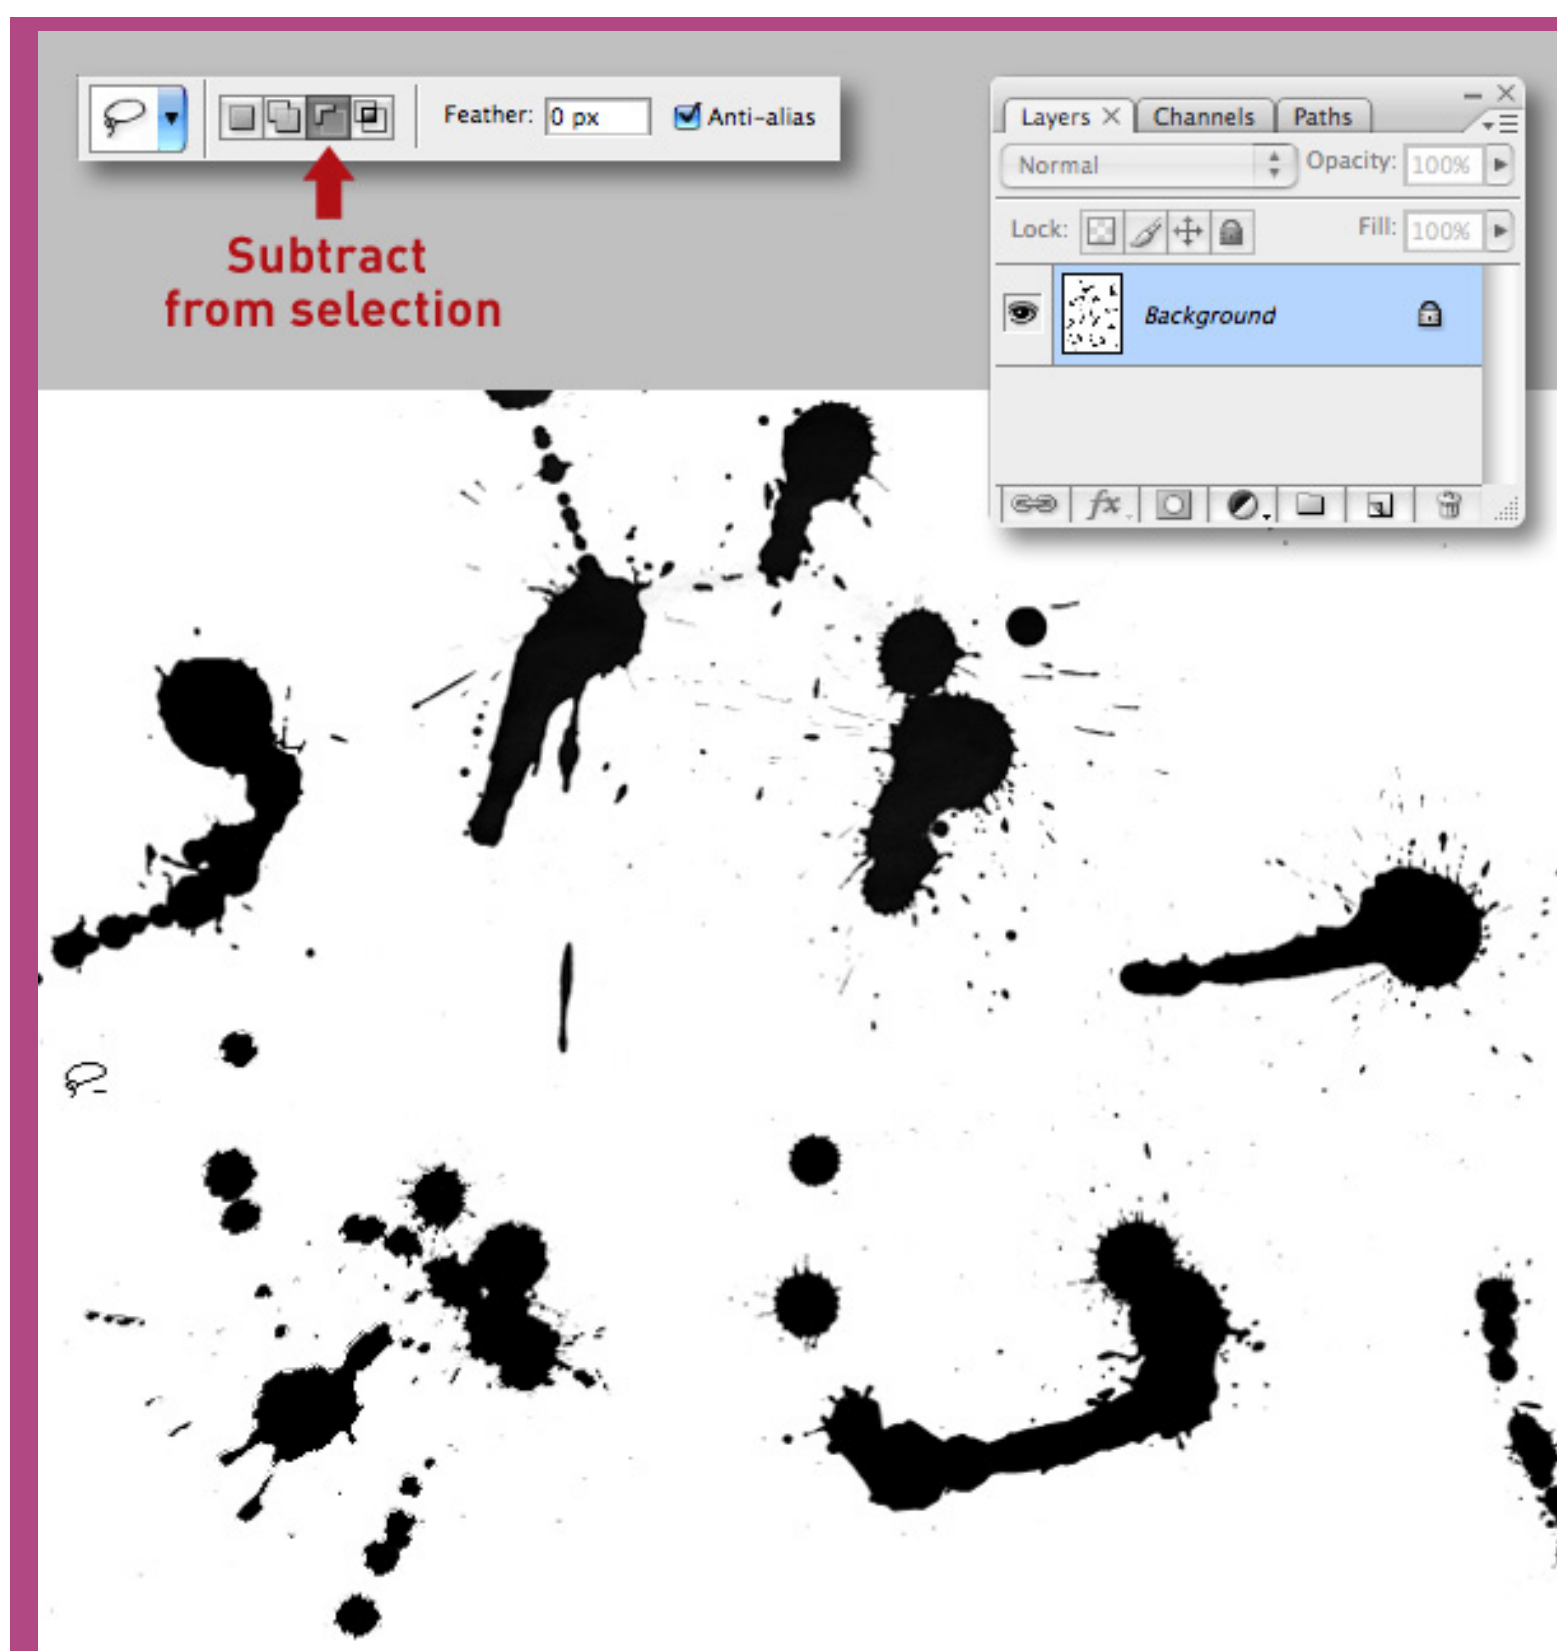 Feather: 0 px Anti-alias
Subtract
from selection
Layers Channels Paths
Normal Opacity: 100%
Lock: Fill: 100%
Background
fx